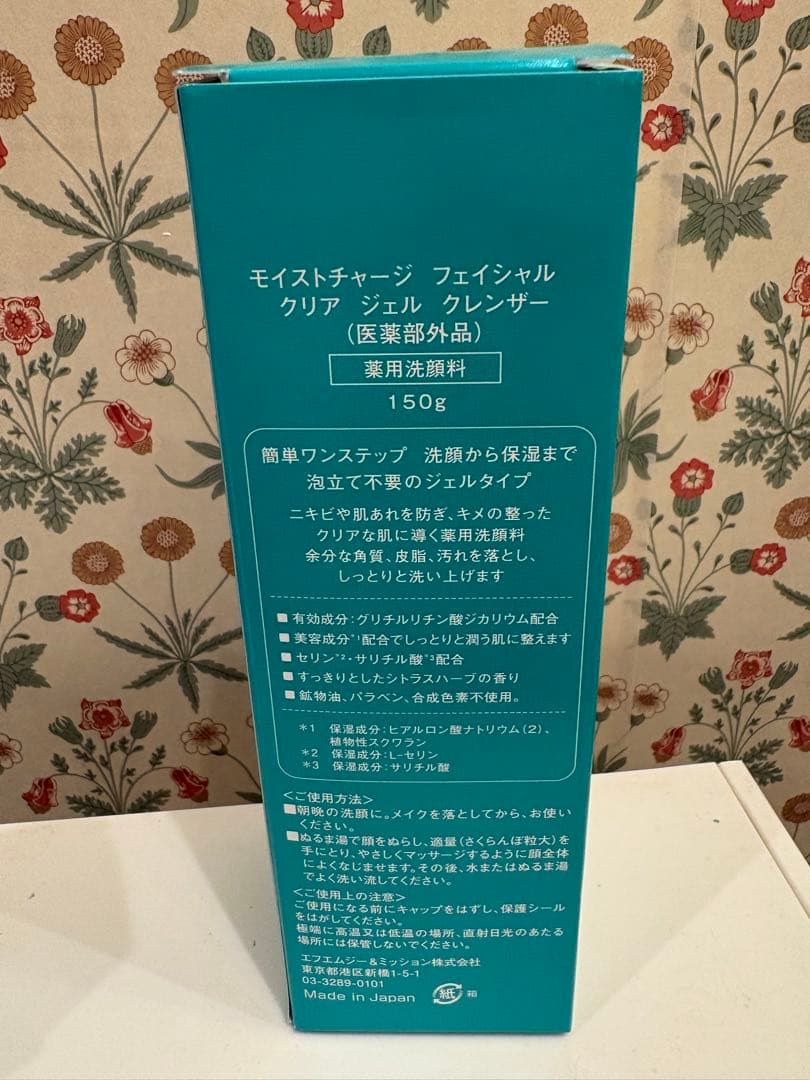 モイストチャージ フェイシャル
クリア ジェル クレンザー
(医薬部外品)
薬用洗顔料
150g
簡単ワンステップ 洗顔から保湿まで
泡立て不要のジェルタイプ
ニキビや肌あれを防ぎ、キメの整った
クリアな肌に導く薬用洗顔料
余分な角質、皮脂、汚れを落とし、
しっとりと洗い上げます
■有効成分:グリチルリチン酸ジカリウム配合
■美容成分*1配合でしっとりと潤う肌に整えます
■セリン*2・サリチル酸*3配合
■すっきりとしたシトラスハーブの香り
■鉱物油、パラベン、合成色素不使用。
*1 保湿成分:ヒアルロン酸ナトリウム(2)、
植物性スクワラン
*2 保湿成分:L-セリン
*3 保湿成分:サリチル酸
<ご使用方法>
■朝晩の洗顔に。メイクを落としてから、お使い
ください。
■ぬるま湯で顔をぬらし、適量(さくらんぼ粒大)を
手にとり、やさしくマッサージするように顔全体
によくなじませます。その後、水またはぬるま湯
でよく洗い流してください。
<ご使用上の注意>
ご使用になる前にキャップをはずし、保護シール
をはがしてください。
極端に高温又は低温の場所、直射日光のあたる
場所には保管しないでください。
エフエムジー&ミッション株式会社
東京都港区新橋1-5-1
03-3289-0101
Made in Japan 紙 箱